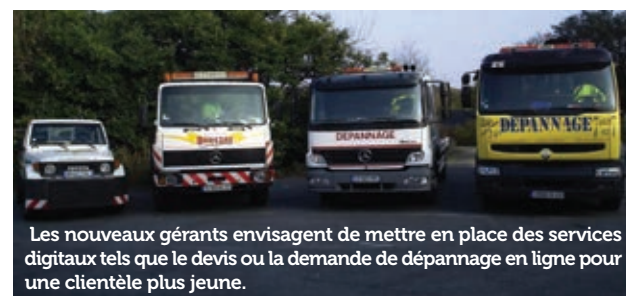 DEPANNAGE
DEPANNAGE
Les nouveaux gérants envisagent de mettre en place des services
digitaux tels que le devis ou la demande de dépannage en ligne pour
une clientèle plus jeune.